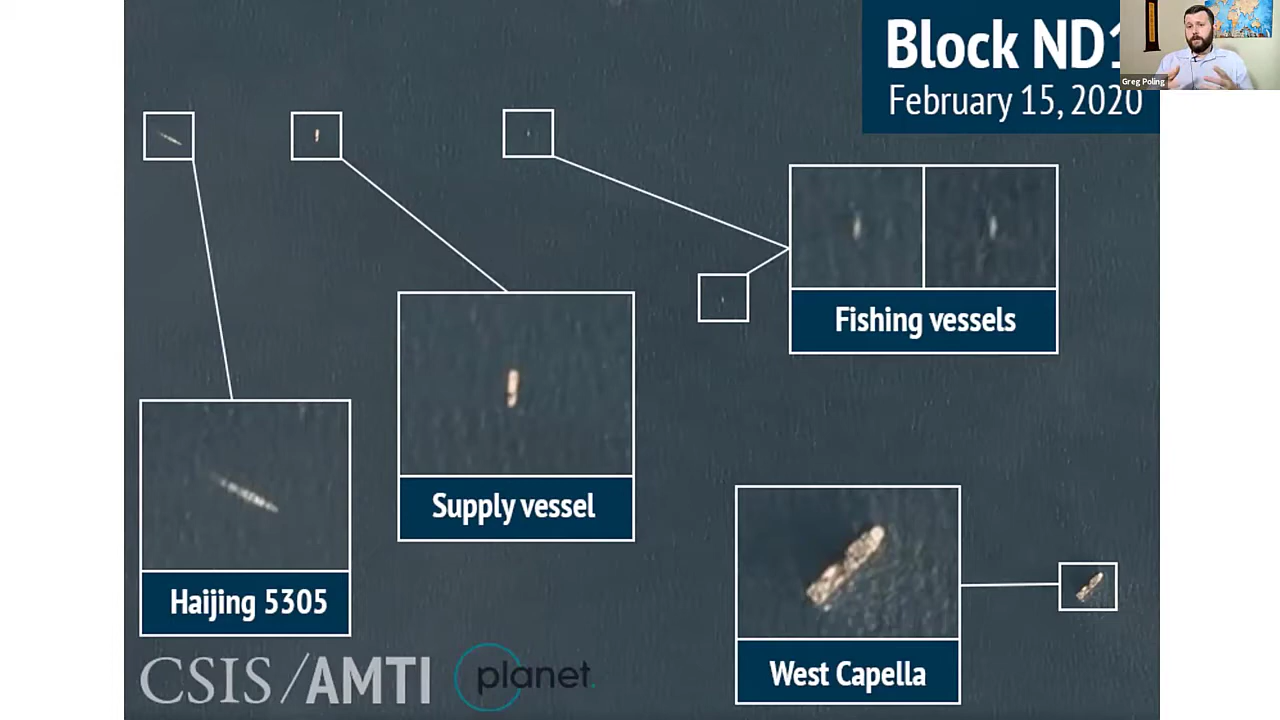 Block ND1
February 15, 2020
Greg Poling
Fishing vessels
Supply vessel
Haijing 5305
West Capella
CSIS/AMTI
planet.